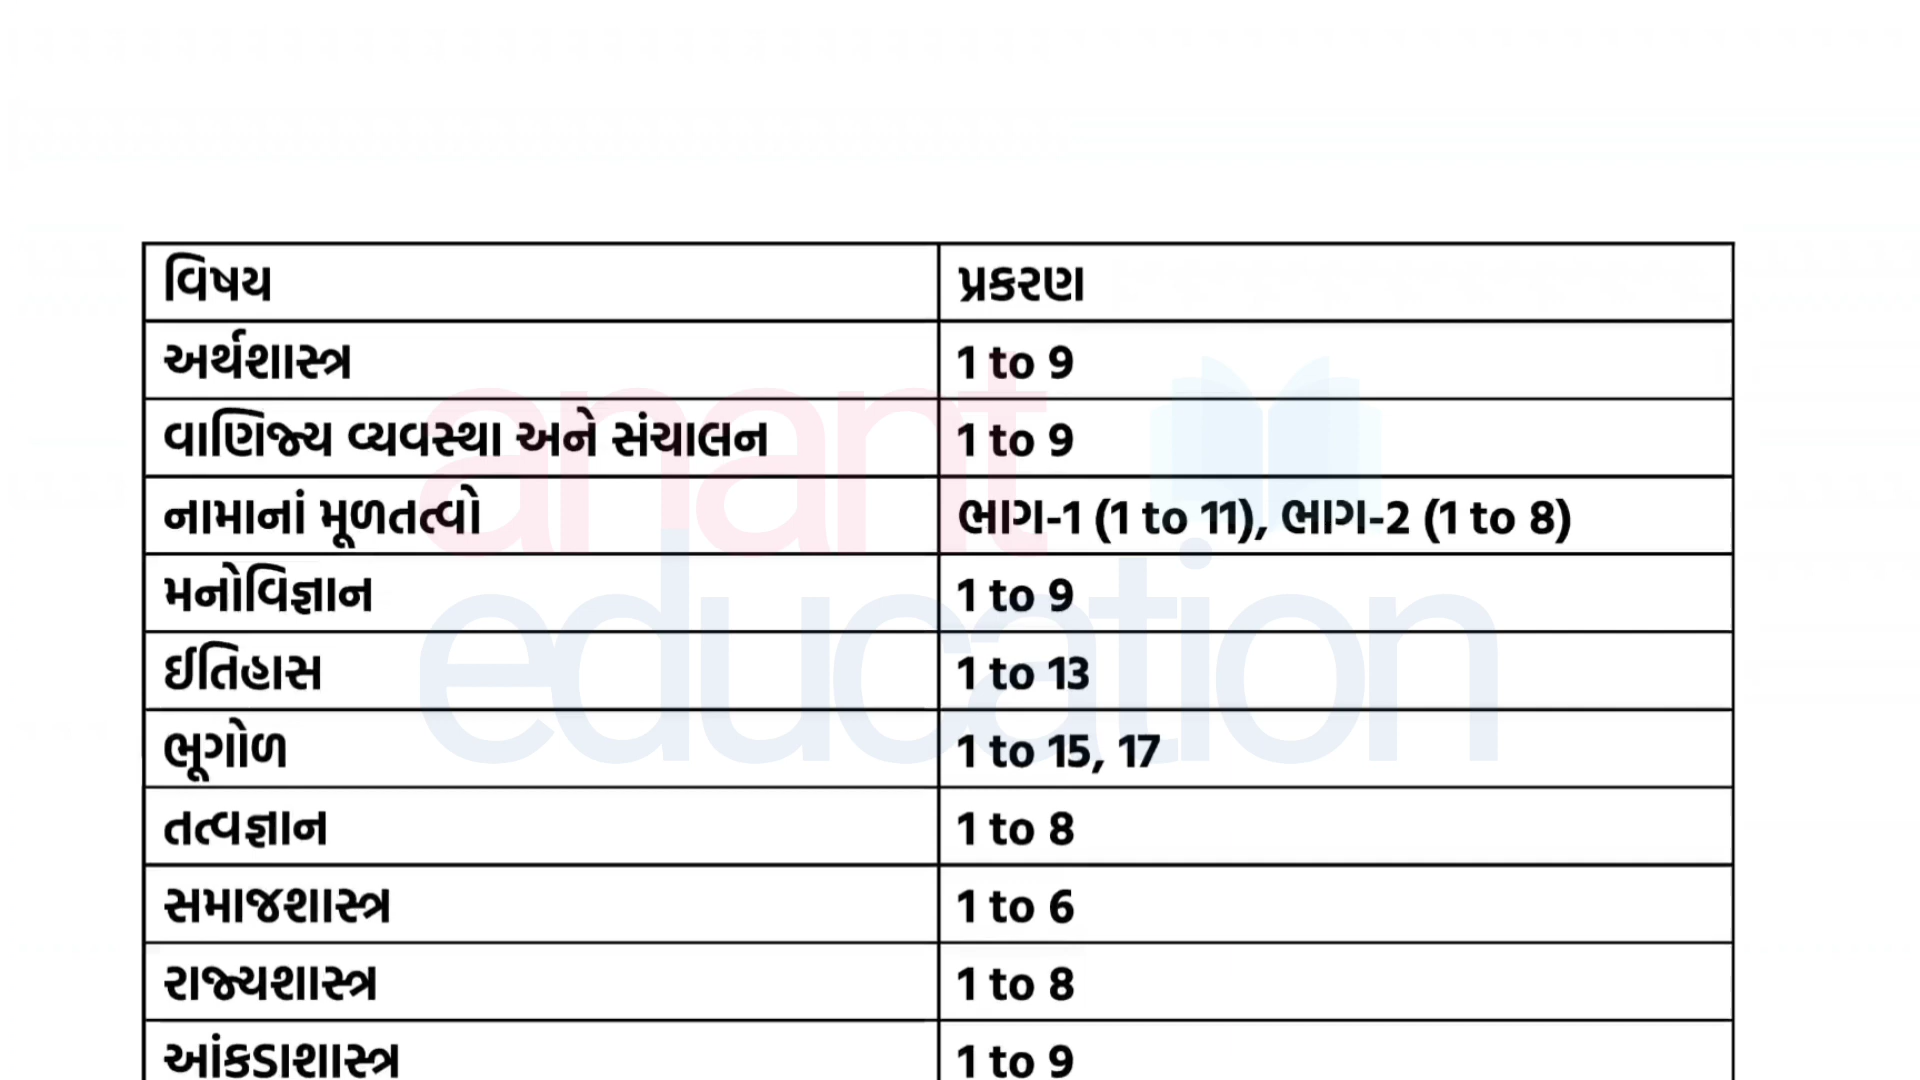 વિષય પ્રકરણ
અર્થશાસ્ત્ર 1 to 9
વાણિજ્ય વ્યવસ્થા અને સંચાલન 1 to 9
નામાનાં મૂળતત્વો ભાગ-1 (1 to 11), ભાગ-2 (1 to 8)
મનોવિજ્ઞાન 1 to 9
ઈતિહાસ 1 to 13
ભૂગોળ 1 to 15, 17
તત્વજ્ઞાન 1 to 8
સમાજશાસ્ત્ર 1 to 6
રાજ્યશાસ્ત્ર 1 to 8
આંકડાશાસ્ત્ર 1 to 9
anant
education